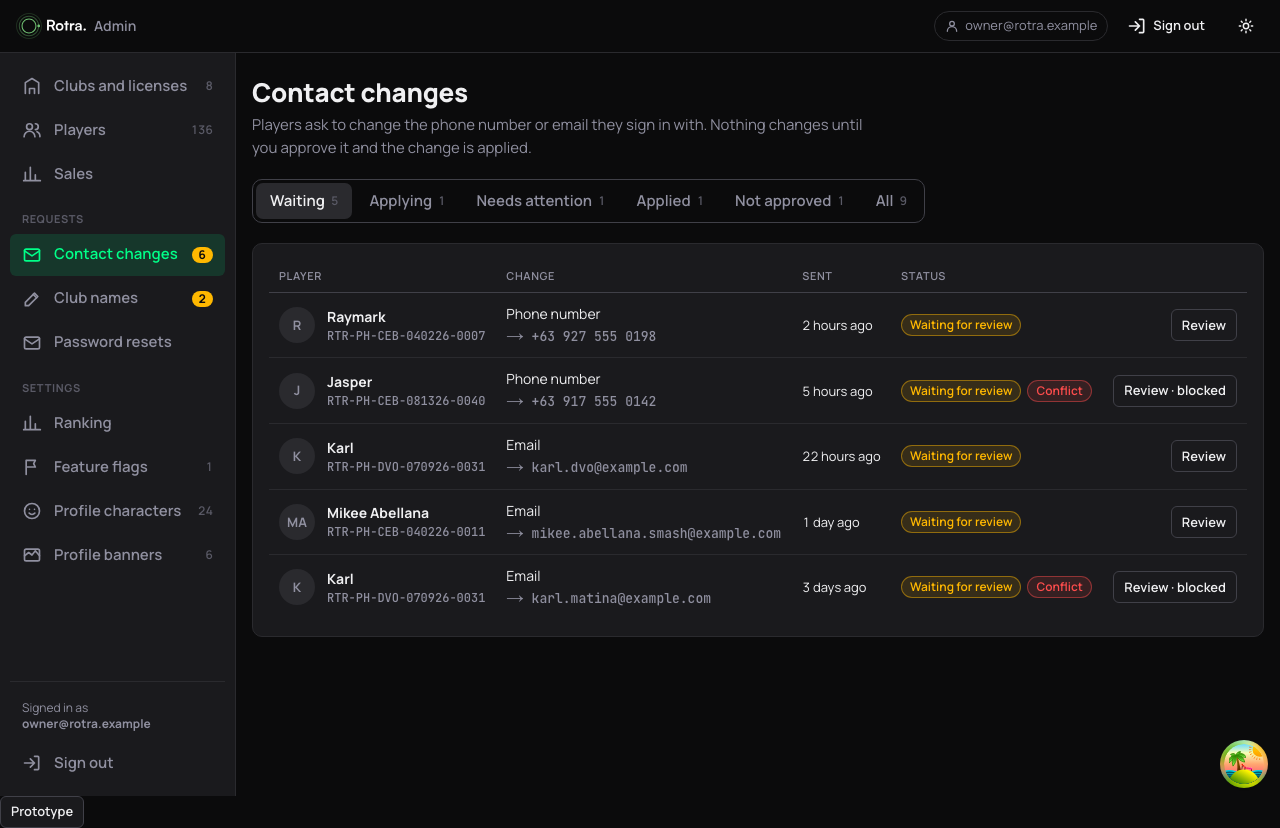 Rotra. Admin
owner@rotra.example
Sign out
Clubs and licenses 8
Players 136
Sales
REQUESTS
Contact changes 6
Club names 2
Password resets
SETTINGS
Ranking
Feature flags 1
Profile characters 24
Profile banners 6
Signed in as
owner@rotra.example
Sign out
Prototype
Contact changes
Players ask to change the phone number or email they sign in with. Nothing changes until
you approve it and the change is applied.
Waiting 5 Applying 1 Needs attention 1 Applied 1 Not approved 1 All 9
PLAYER CHANGE SENT STATUS
R Raymark Phone number
RTR-PH-CEB-040226-0007 → +63 927 555 0198 2 hours ago Waiting for review Review
J Jasper Phone number
RTR-PH-CEB-081326-0040 → +63 917 555 0142 5 hours ago Waiting for review Conflict Review · blocked
K Karl Email
RTR-PH-DVO-070926-0031 → karl.dvo@example.com 22 hours ago Waiting for review Review
MA Mikee Abellana Email
RTR-PH-CEB-040226-0011 → mikee.abellana.smash@example.com 1 day ago Waiting for review Review
K Karl Email
RTR-PH-DVO-070926-0031 → karl.matina@example.com 3 days ago Waiting for review Conflict Review · blocked